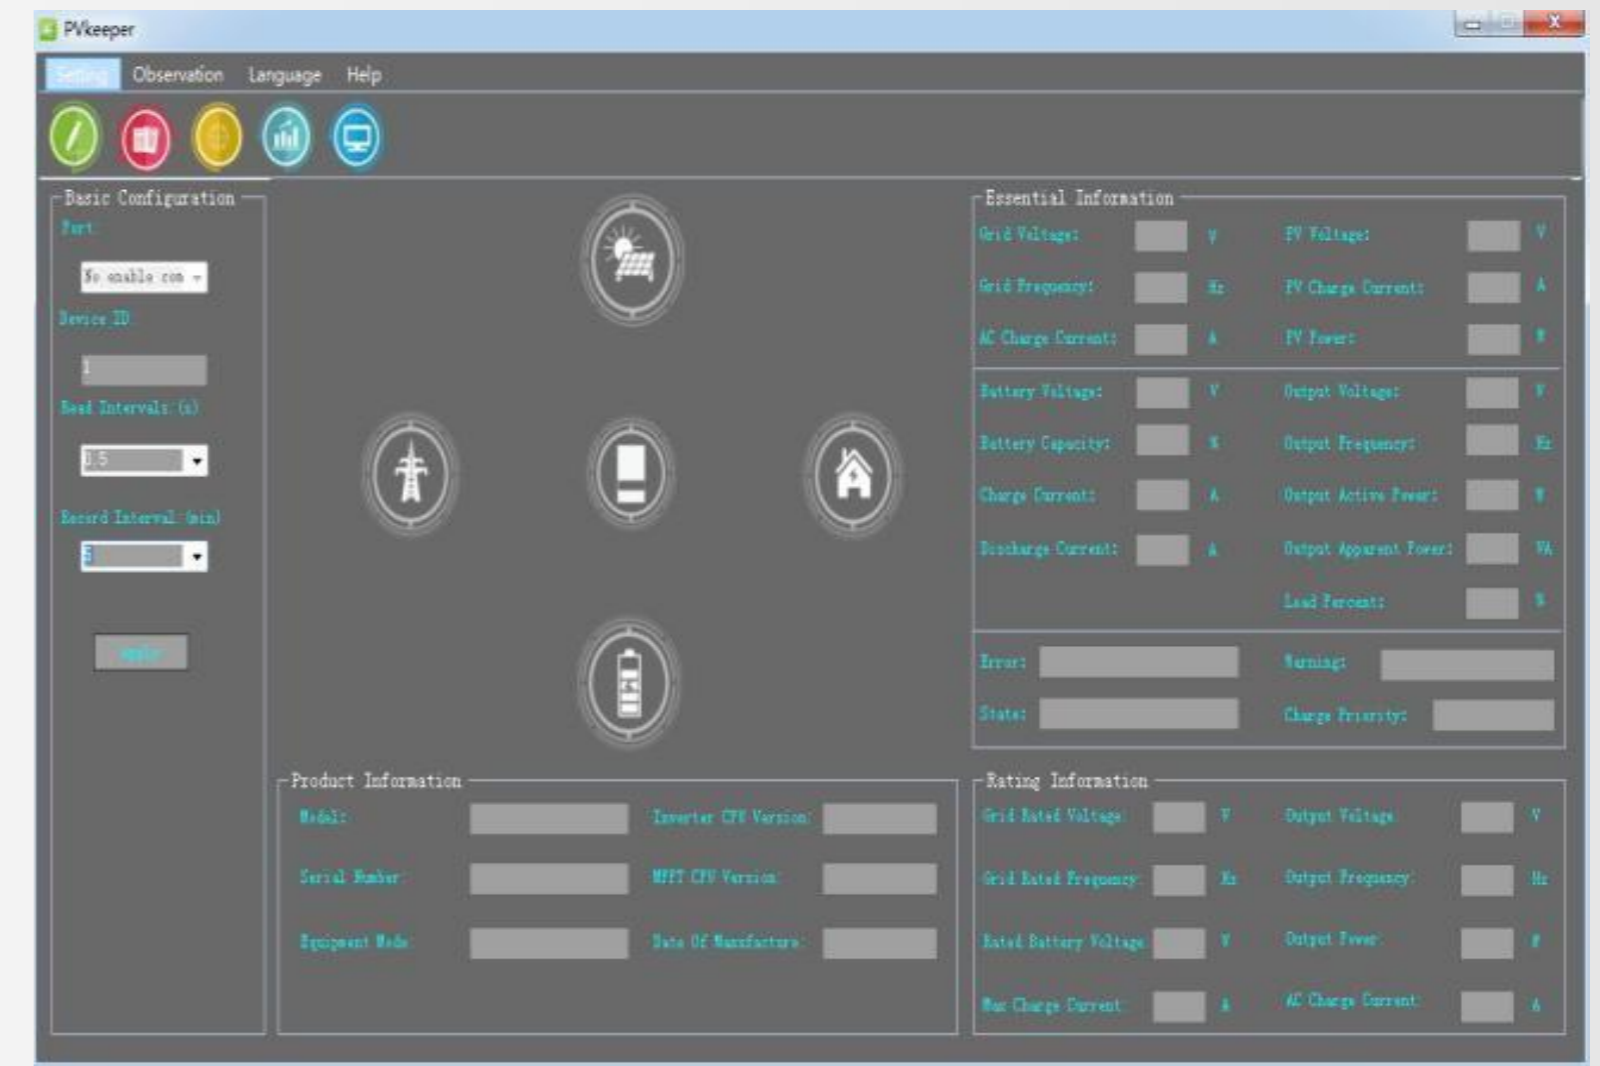 PVkeeper
Setting Observation Language Help
Basic Configuration
Port:
No enable com
Device ID:
1
Read Intervals:(s)
0.5
Record Interval:(min)
Apply
Essential Information
Grid Voltage: V PV Voltage: V
Grid Frequency: Hz PV Charge Current: A
AC Charge Current: A PV Power: W
Battery Voltage: V Output Voltage: V
Battery Capacity: % Output Frequency: Hz
Charge Current: A Output Active Power: W
Discharge Current: A Output Apparent Power: VA
Load Percent: %
Error: Warning:
State: Charge Priority:
Product Information
Model: Inverter CPU Version:
Serial Number: MPPT CPU Version:
Equipment Mode: Date Of Manufacture:
Rating Information
Grid Rated Voltage: V Output Voltage: V
Grid Rated Frequency: Hz Output Frequency: Hz
Rated Battery Voltage: V Output Power: W
Max Charge Current: A AC Charge Current: A